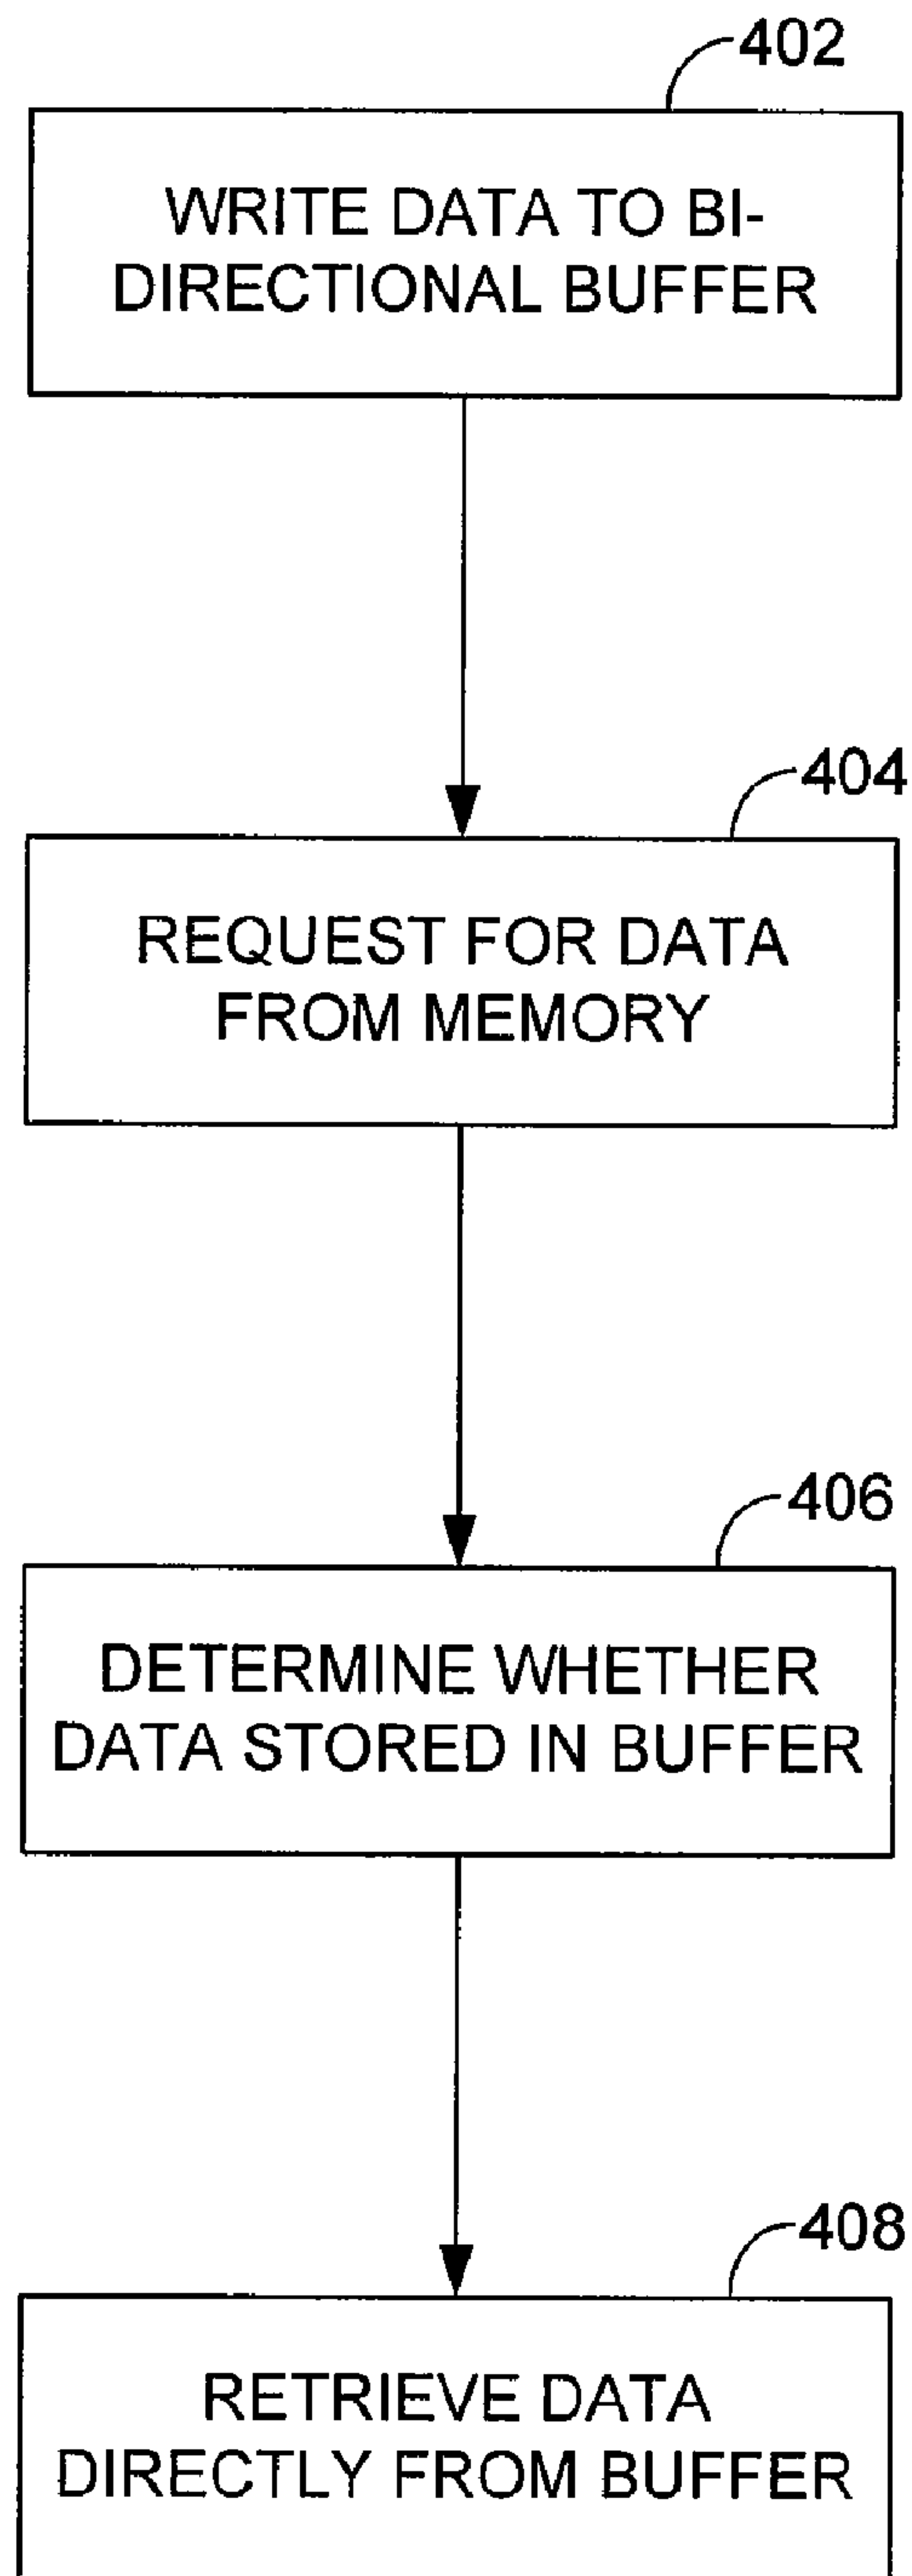 402
WRITE DATA TO BI-
DIRECTIONAL BUFFER
404
REQUEST FOR DATA
FROM MEMORY
406
DETERMINE WHETHER
DATA STORED IN BUFFER
408
RETRIEVE DATA
DIRECTLY FROM BUFFER